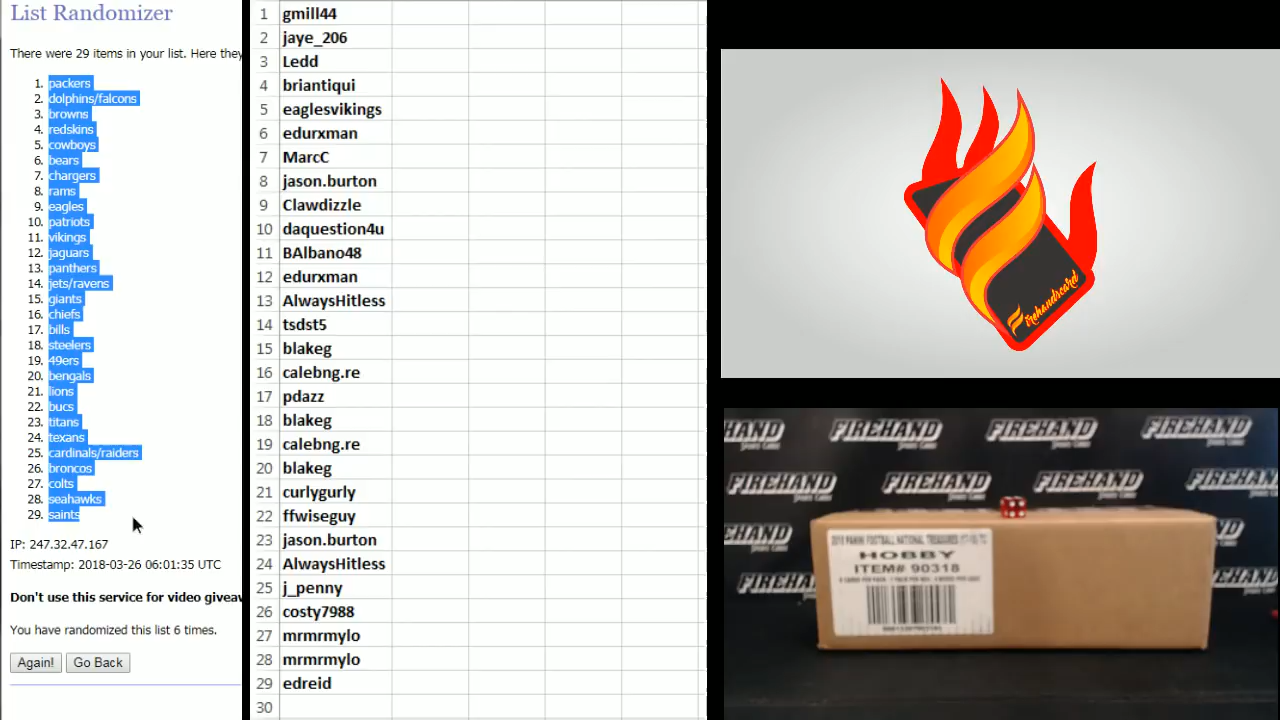 List Randomizer
There were 29 items in your list. Here they
1. packers
2. dolphins/falcons
3. browns
4. redskins
5. cowboys
6. bears
7. chargers
8. rams
9. eagles
10. patriots
11. vikings
12. jaguars
13. panthers
14. jets/ravens
15. giants
16. chiefs
17. bills
18. steelers
19. 49ers
20. bengals
21. lions
22. bucs
23. titans
24. texans
25. cardinals/raiders
26. broncos
27. colts
28. seahawks
29. saints
IP: 247.32.47.167
Timestamp: 2018-03-26 06:01:35 UTC
Don't use this service for video giveav
You have randomized this list 6 times.
Again! Go Back
1 gmill44
2 jaye_206
3 Ledd
4 briantiqui
5 eaglesvikings
6 edurxman
7 MarcC
8 jason.burton
9 Clawdizzle
10 daquestion4u
11 BAlbano48
12 edurxman
13 AlwaysHitless
14 tsdst5
15 blakeg
16 calebng.re
17 pdazz
18 blakeg
19 calebng.re
20 blakeg
21 curlygurly
22 ffwiseguy
23 jason.burton
24 AlwaysHitless
25 j_penny
26 costy7988
27 mrmrmylo
28 mrmrmylo
29 edreid
30
Firehandscard
HAND FIREHAND FIREHAND FIREHAND
FIREHAND FIREHAND FIREHAND FIREHAND
HOBBY
ITEM# 90318